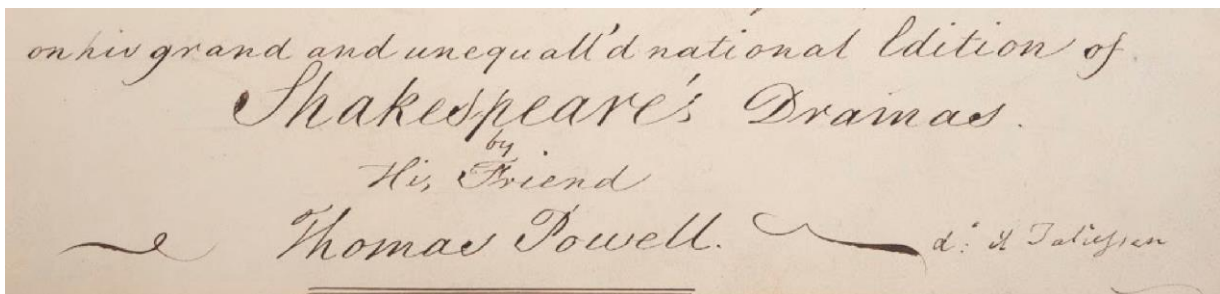 on his grand and unequall'd national Edition of
Shakespeare's Dramas.
by
His Friend
Thomas Powell.